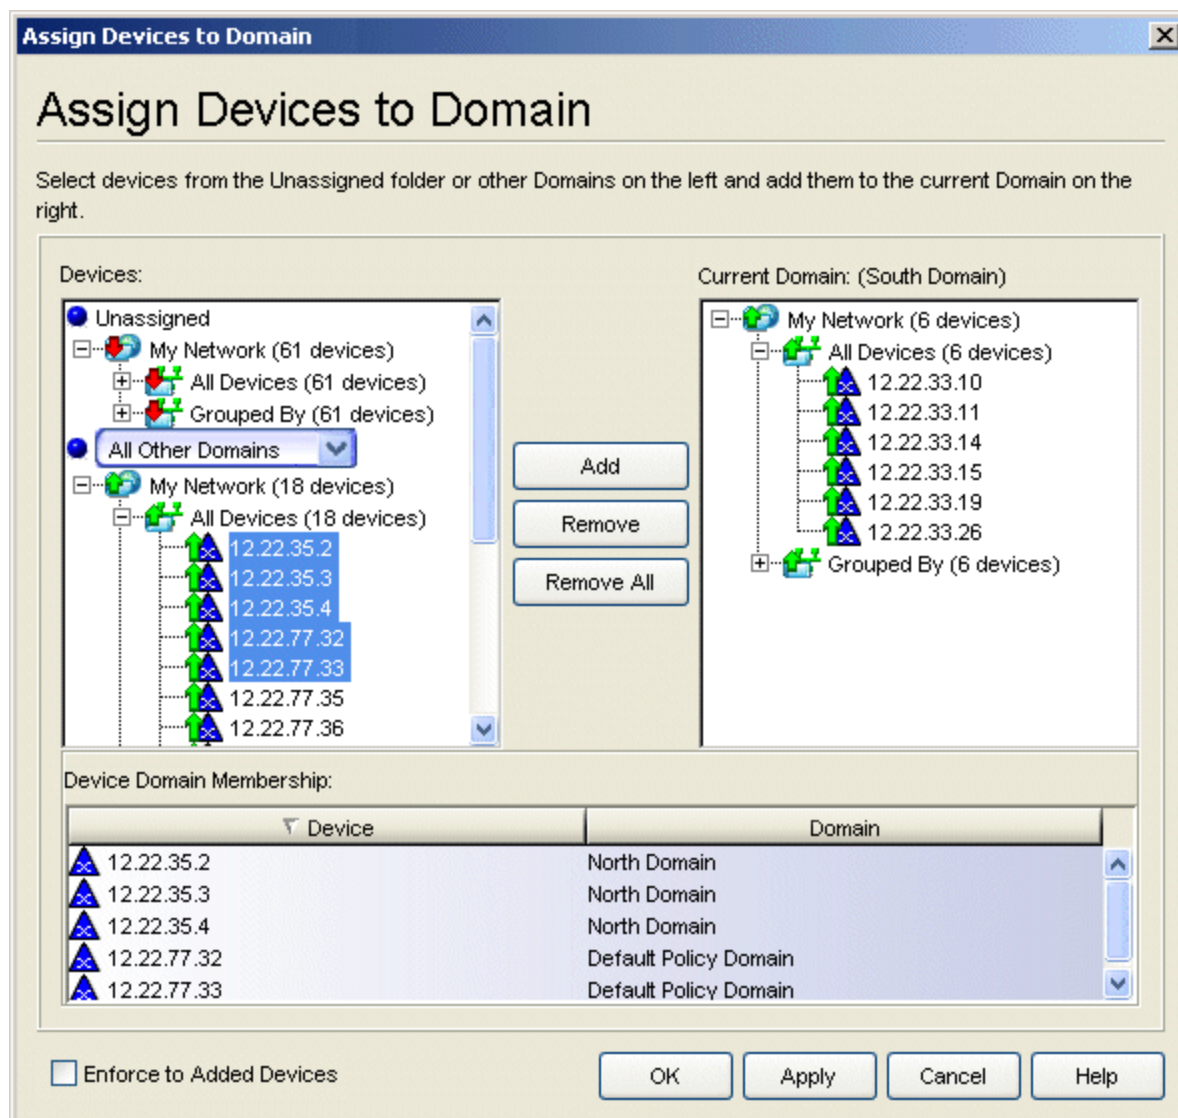 Assign Devices to Domain
Assign Devices to Domain
Select devices from the Unassigned folder or other Domains on the left and add them to the current Domain on the
right.
Devices:
Unassigned
My Network (61 devices)
All Devices (61 devices)
Grouped By (61 devices)
All Other Domains
My Network (18 devices)
All Devices (18 devices)
12.22.35.2
12.22.35.3
12.22.35.4
12.22.77.32
12.22.77.33
12.22.77.35
12.22.77.36
Add
Remove
Remove All
Current Domain: (South Domain)
My Network (6 devices)
All Devices (6 devices)
12.22.33.10
12.22.33.11
12.22.33.14
12.22.33.15
12.22.33.19
12.22.33.26
Grouped By (6 devices)
Device Domain Membership:
Device Domain
12.22.35.2 North Domain
12.22.35.3 North Domain
12.22.35.4 North Domain
12.22.77.32 Default Policy Domain
12.22.77.33 Default Policy Domain
Enforce to Added Devices
OK Apply Cancel Help